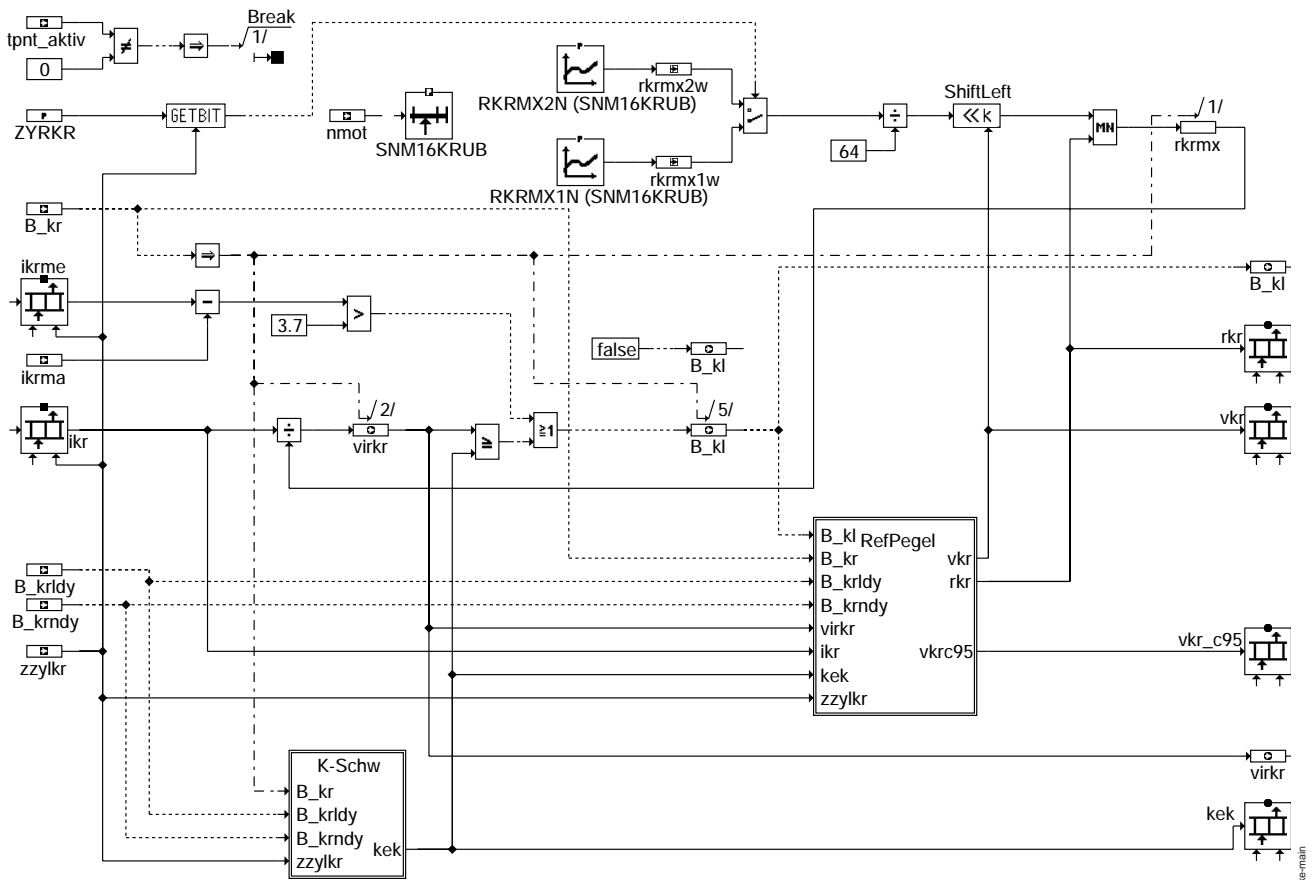 Break
1/
tpnt_aktiv
≠
⇒
0
P
ZYRKR
GETBIT
nmot
SNM16KRUB
P
rkrmx2w
RKRMX2N (SNM16KRUB)
P
rkrmx1w
RKRMX1N (SNM16KRUB)
÷
64
ShiftLeft
<<k
MN
/1/
rkrmx
B_kr
⇒
ikrme
-
3.7
>
ikrma
false
B_kl
B_kl
rkr
vkr
ikr
÷
/2/
virkr
≥
≥1
/5/
B_kl
B_kl
RefPegel
B_kr
vkr
B_krldy
rkr
B_krndy
virkr
ikr
vkrc95
kek
zzylkr
B_krldy
B_krndy
zzylkr
vkr_c95
virkr
K-Schw
B_kr
B_krldy
B_krndy
kek
zzylkr
kek